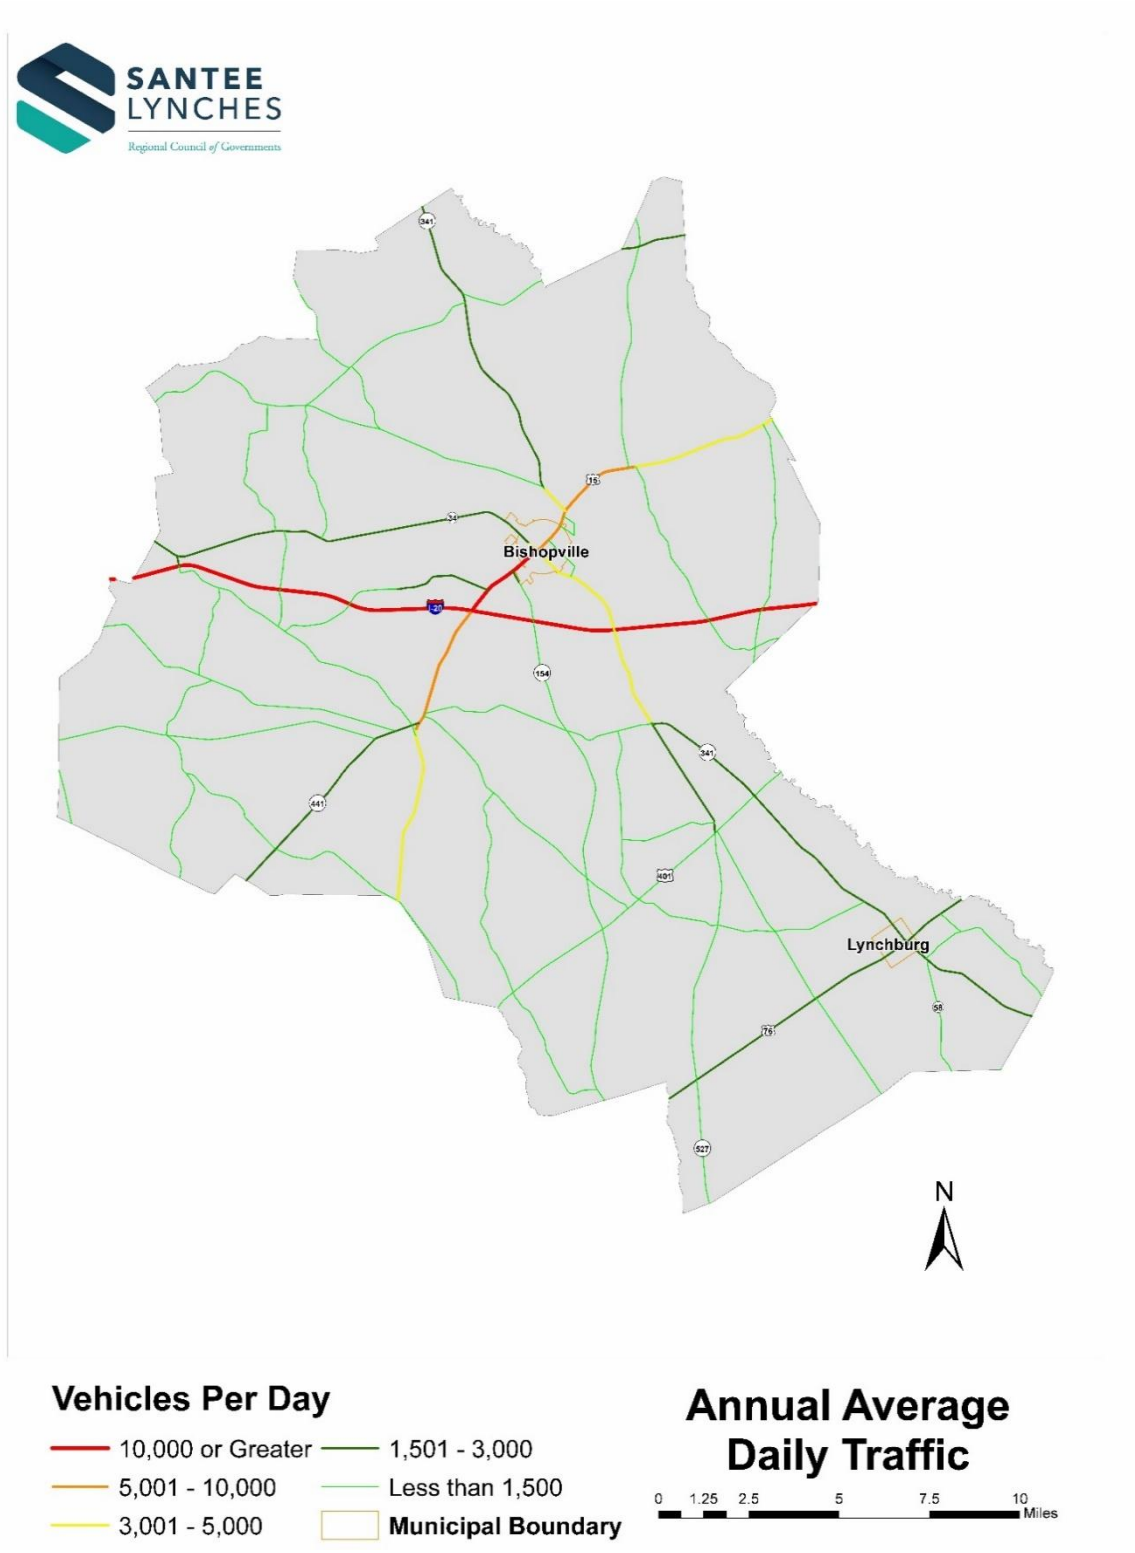 SANTEE
LYNCHES
Regional Council of Governments
341
15
34
Bishopville
I-20
154
341
441
401
Lynchburg
58
76
527
N
Vehicles Per Day
10,000 or Greater
1,501 - 3,000
5,001 - 10,000
Less than 1,500
3,001 - 5,000
Municipal Boundary
Annual Average
Daily Traffic
0 1.25 2.5 5 7.5 10
Miles